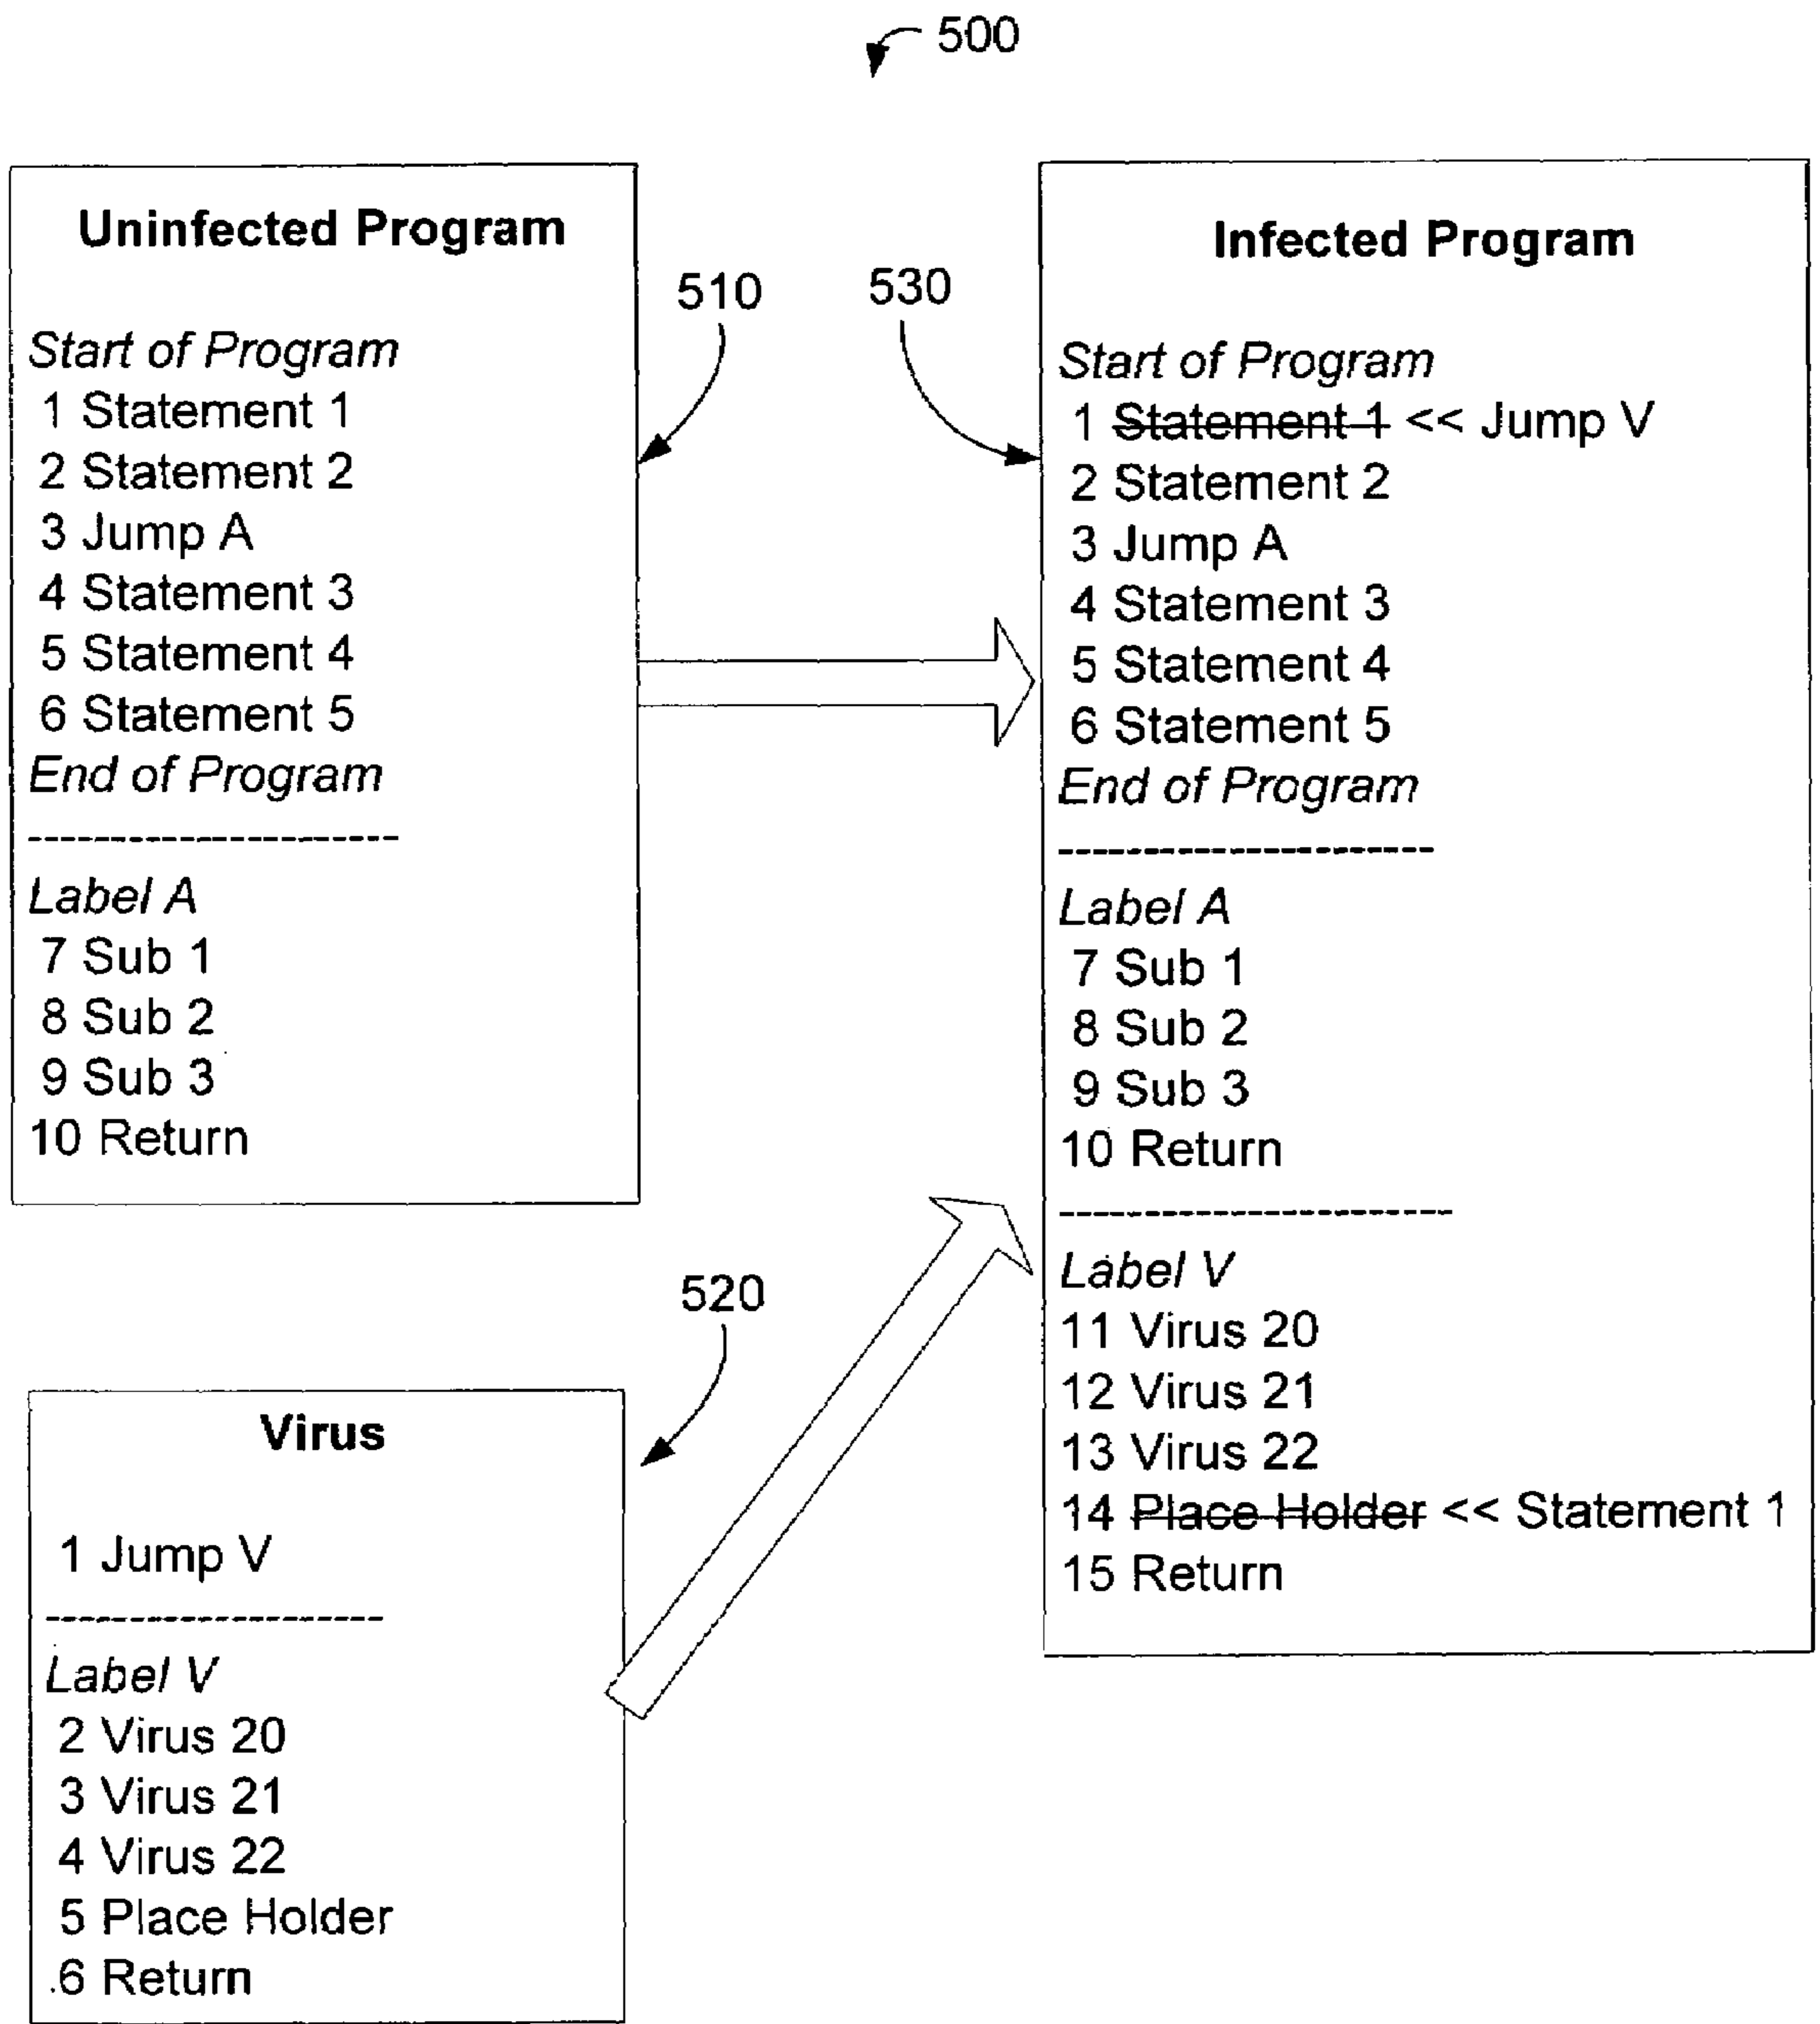 500
Uninfected Program
Start of Program
1 Statement 1
2 Statement 2
3 Jump A
4 Statement 3
5 Statement 4
6 Statement 5
End of Program
----------------------
Label A
7 Sub 1
8 Sub 2
9 Sub 3
10 Return
510
530
Infected Program
Start of Program
1 Statement 1 << Jump V
2 Statement 2
3 Jump A
4 Statement 3
5 Statement 4
6 Statement 5
End of Program
----------------------
Label A
7 Sub 1
8 Sub 2
9 Sub 3
10 Return
-----------------------
Label V
11 Virus 20
12 Virus 21
13 Virus 22
14 Place Holder << Statement 1
15 Return
520
Virus
1 Jump V
--------------------
Label V
2 Virus 20
3 Virus 21
4 Virus 22
5 Place Holder
6 Return